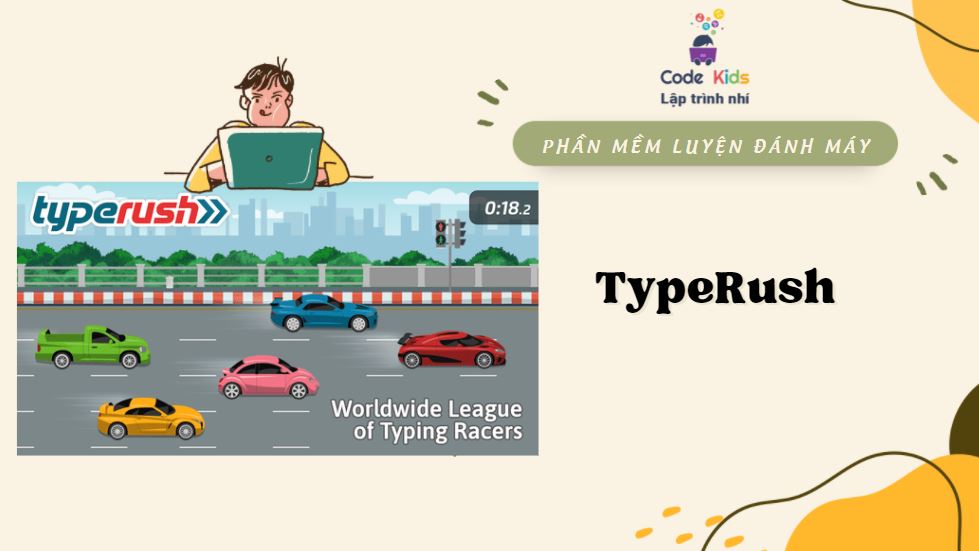 Code Kids
Lập trình nhí
PHẦN MỀM LUYỆN ĐÁNH MÁY
typerush
0:18.2
TypeRush
Worldwide League
of Typing Racers